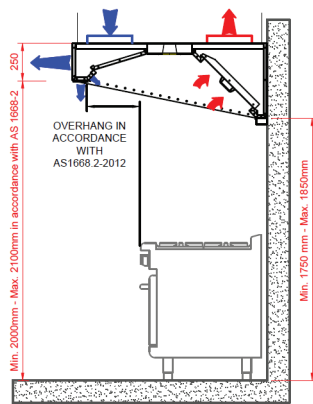 250
Min. 2000mm - Max. 2100mm in accordance with AS 1668-2
OVERHANG IN
ACCORDANCE
WITH
AS1668.2-2012
Min. 1750 mm - Max. 1850mm